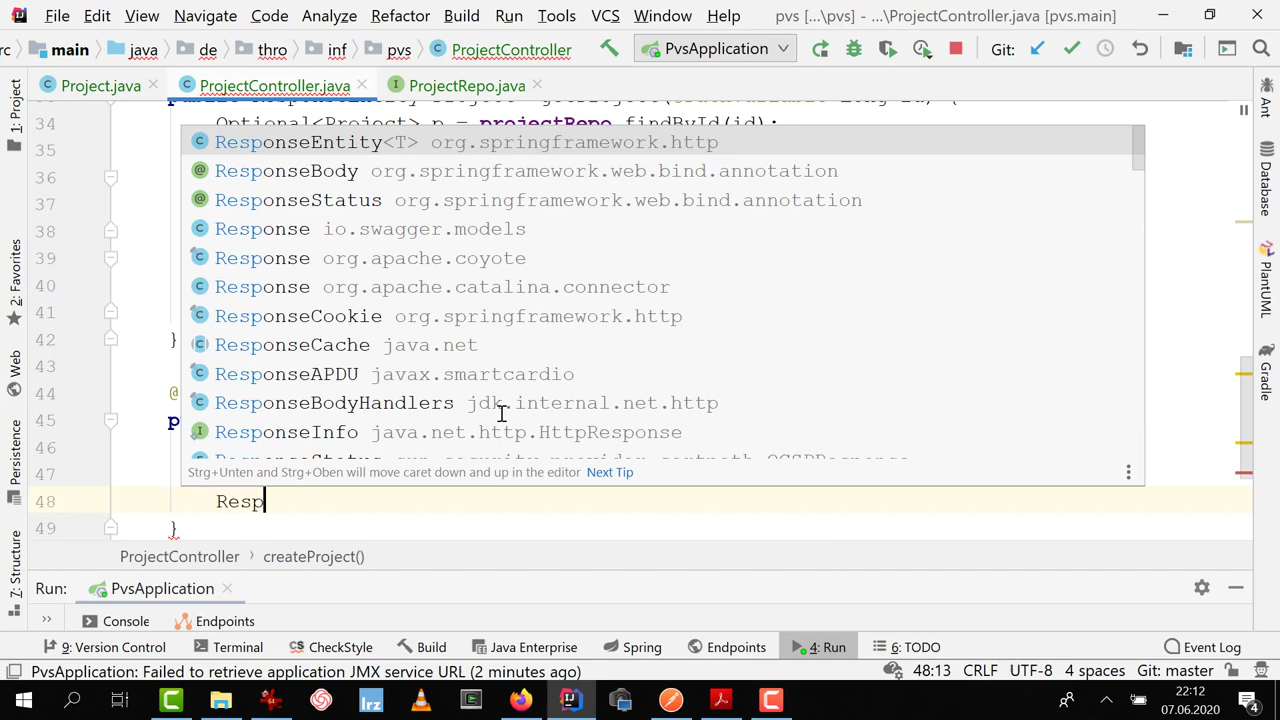 File Edit View Navigate Code Analyze Refactor Build Run Tools VCS Window Help pvs [...\pvs] - ...\ProjectController.java [pvs.main]
rc main java de thro inf pvs ProjectController PvsApplication Git:
Project.java ProjectController.java ProjectRepo.java
34 Optional<Project> p = projectRepo.findById(id);
ResponseEntity<T> org.springframework.http
35
ResponseBody org.springframework.web.bind.annotation
36
ResponseStatus org.springframework.web.bind.annotation
37
Response io.swagger.models
38
Response org.apache.coyote
39
Response org.apache.catalina.connector
41
ResponseCookie org.springframework.http
42 }
ResponseCache java.net
43
ResponseAPDU javax.smartcardio
44 @
ResponseBodyHandlers jdk.internal.net.http
45 p
ResponseInfo java.net.http.HttpResponse
46
47
Strg+Unten and Strg+Oben will move caret down and up in the editor Next Tip
48 Resp
49 }
ProjectController createProject()
1: Project
2: Favorites
Web
Persistence
7: Structure
Ant
Database
PlantUML
Gradle
Run: PvsApplication
Console Endpoints
9: Version Control Terminal CS CheckStyle Build Java Enterprise Spring Endpoints 4: Run 6: TODO Event Log
PvsApplication: Failed to retrieve application JMX service URL (2 minutes ago) 48:13 CRLF UTF-8 4 spaces Git: master
lrz
22:12
07.06.2020
4